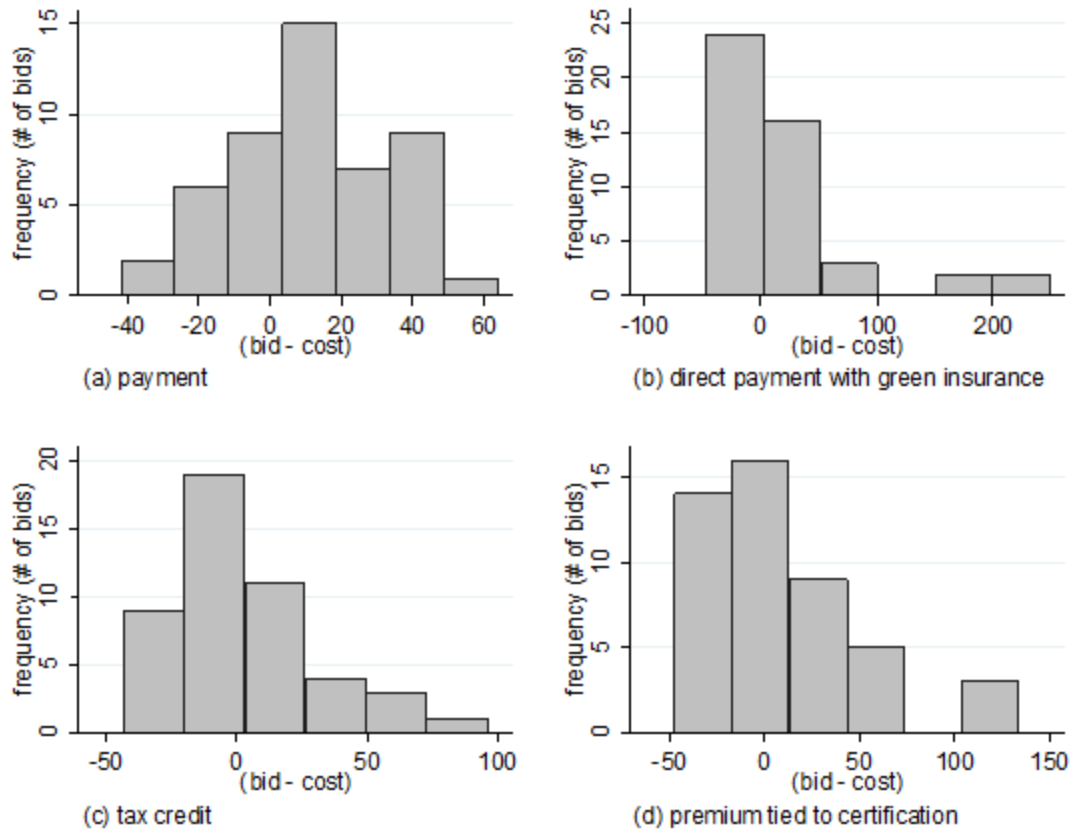 frequency (# of bids)
0 5 10 15
-40 -20 0 20 40 60
(bid - cost)
(a) payment
frequency (# of bids)
0 5 10 15 20 25
-100 0 100 200
(bid - cost)
(b) direct payment with green insurance
frequency (# of bids)
0 5 10 15 20
-50 0 50 100
(bid - cost)
(c) tax credit
frequency (# of bids)
0 5 10 15
-50 0 50 100 150
(bid - cost)
(d) premium tied to certification